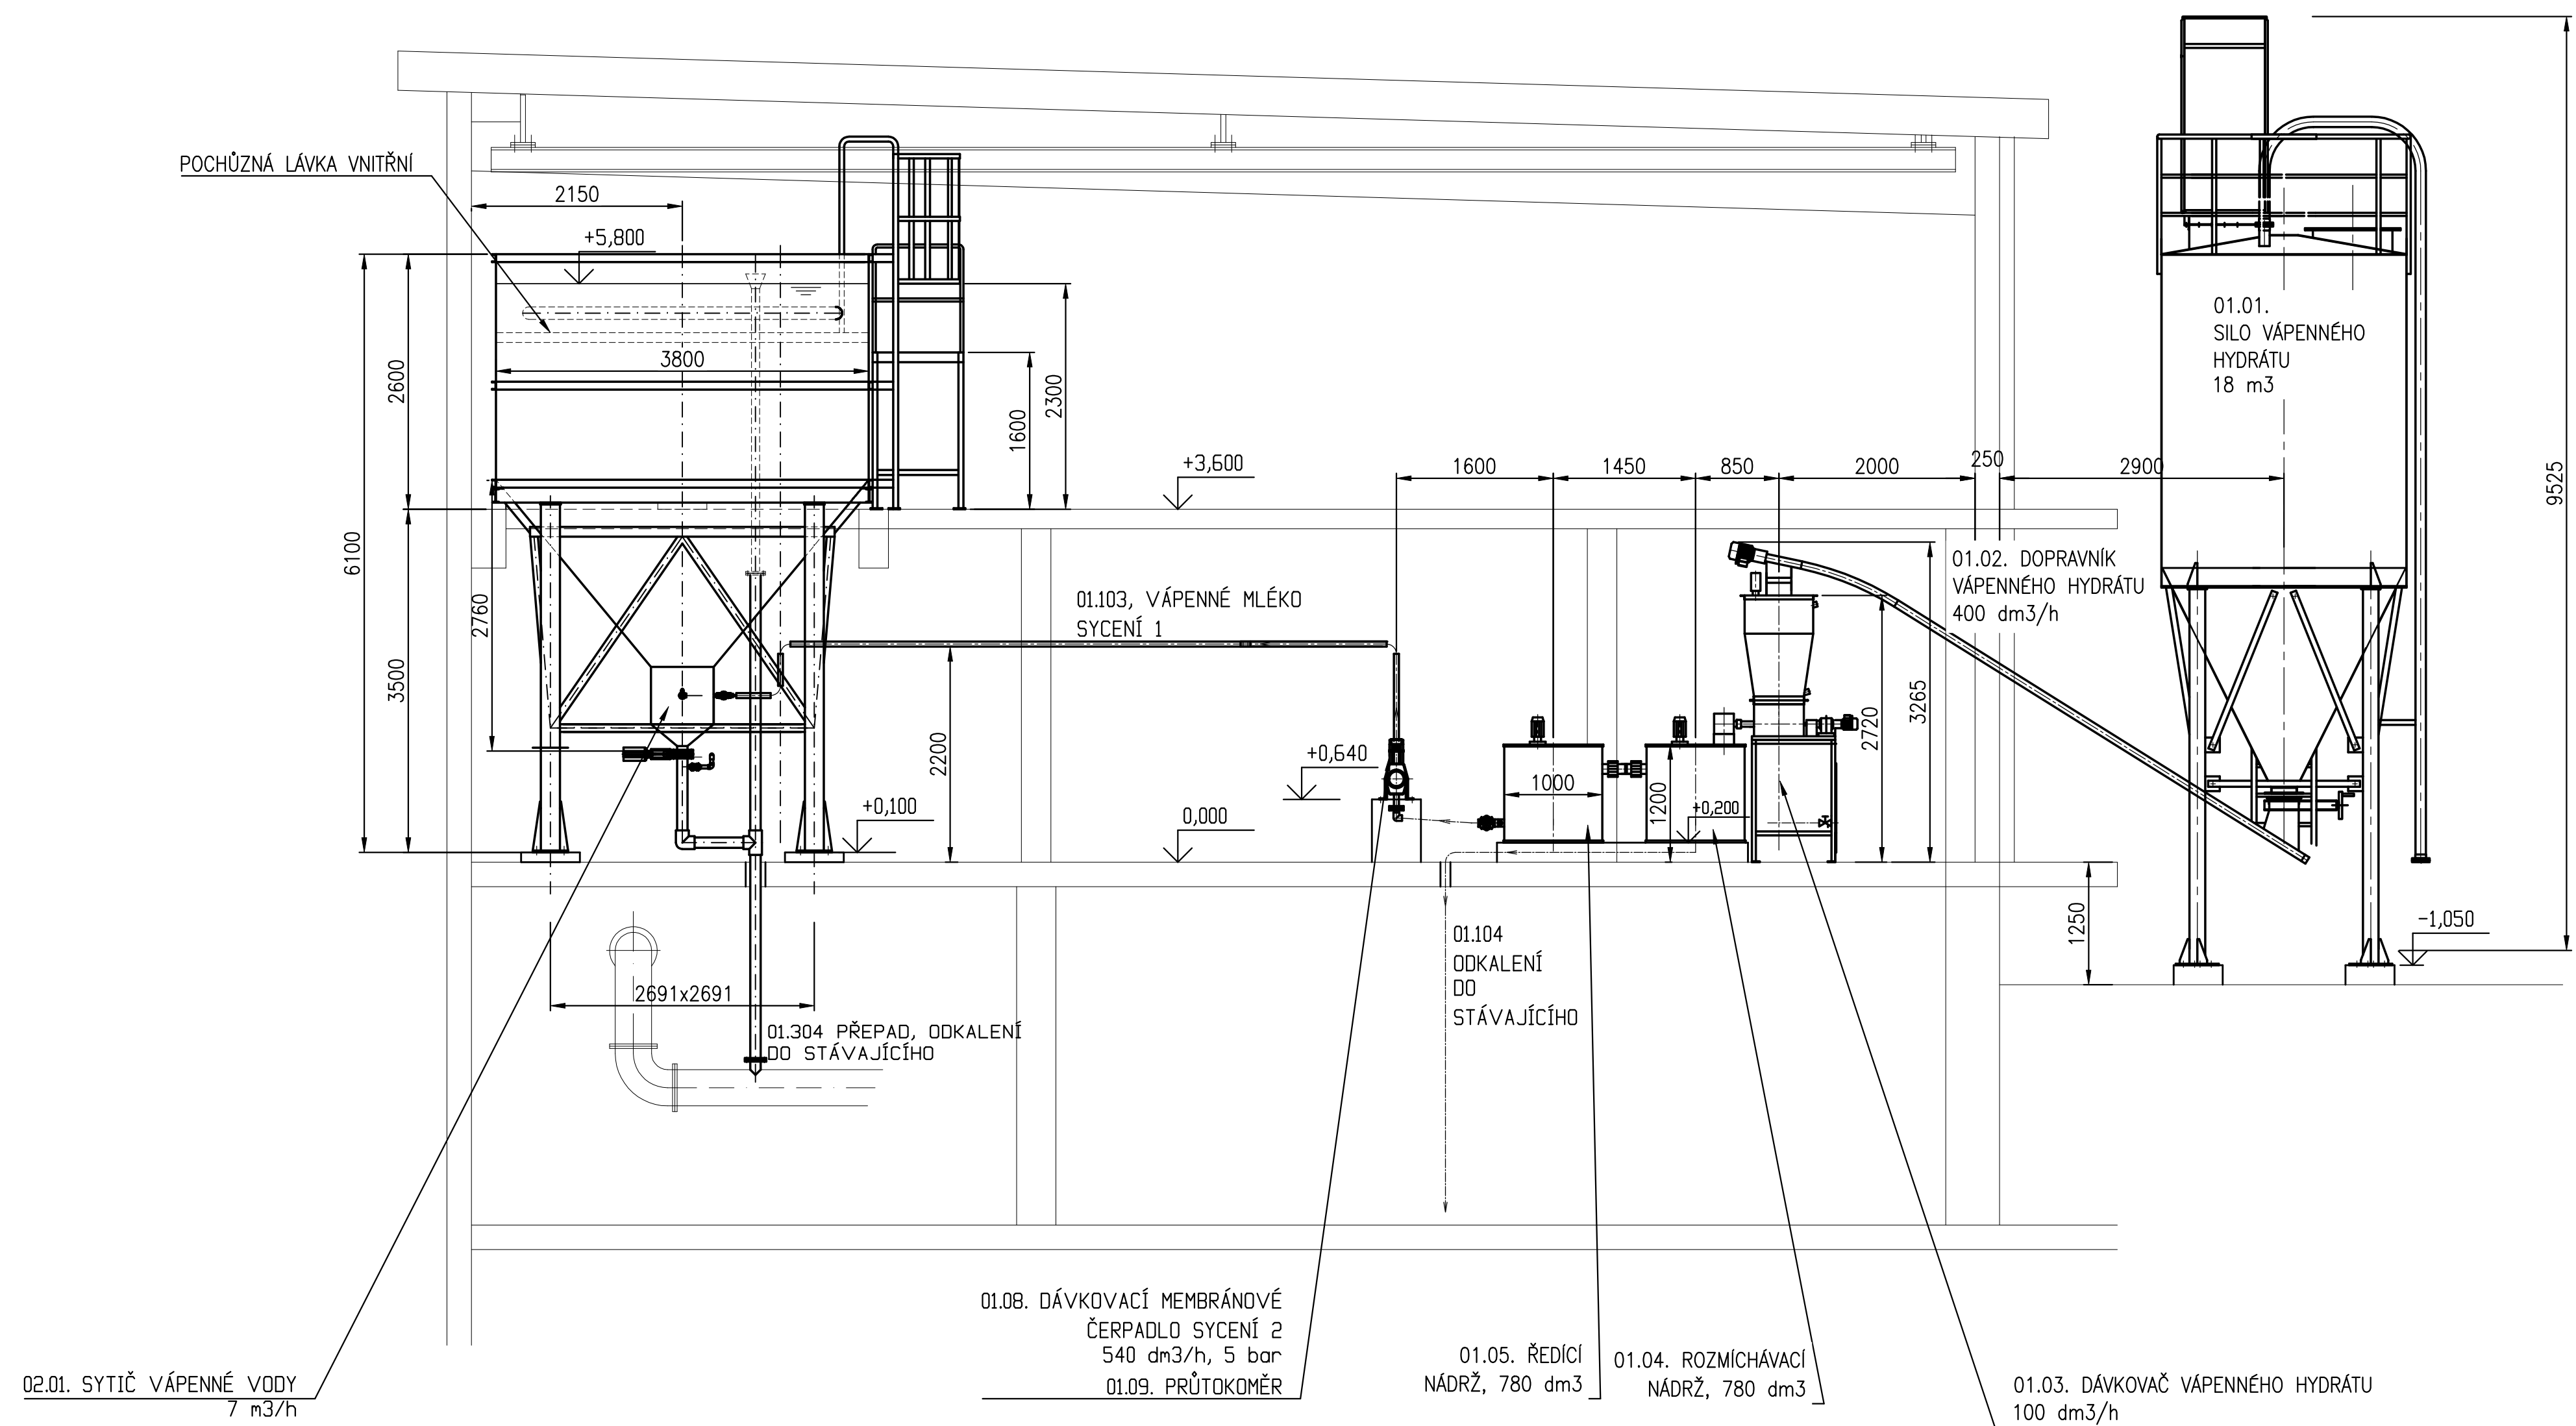 POCHŮZNÁ LÁVKA VNITŘNÍ
2150
+5,800
3800
2600
6100
2760
3500
1600
2300
+3,600
1600
1450
850
2000
250
2900
9525
01.01.
SILO VÁPENNÉHO
HYDRÁTU
18 m3
01.02. DOPRAVNÍK
VÁPENNÉHO HYDRÁTU
400 dm3/h
01.103, VÁPENNÉ MLÉKO
SYCENÍ 1
2200
+0,100
0,000
+0,640
1000
1200
+0,200
2720
3265
1250
-1,050
2691x2691
01.304 PŘEPAD, ODKALENÍ
DO STÁVAJÍCÍHO
01.104
ODKALENÍ
DO
STÁVAJÍCÍHO
02.01. SYTIČ VÁPENNÉ VODY
7 m3/h
01.08. DÁVKOVACÍ MEMBRÁNOVÉ
ČERPADLO SYCENÍ 2
540 dm3/h, 5 bar
01.09. PRŮTOKOMĚR
01.05. ŘEDÍCÍ
NÁDRŽ, 780 dm3
01.04. ROZMÍCHÁVACÍ
NÁDRŽ, 780 dm3
01.03. DÁVKOVAČ VÁPENNÉHO HYDRÁTU
100 dm3/h